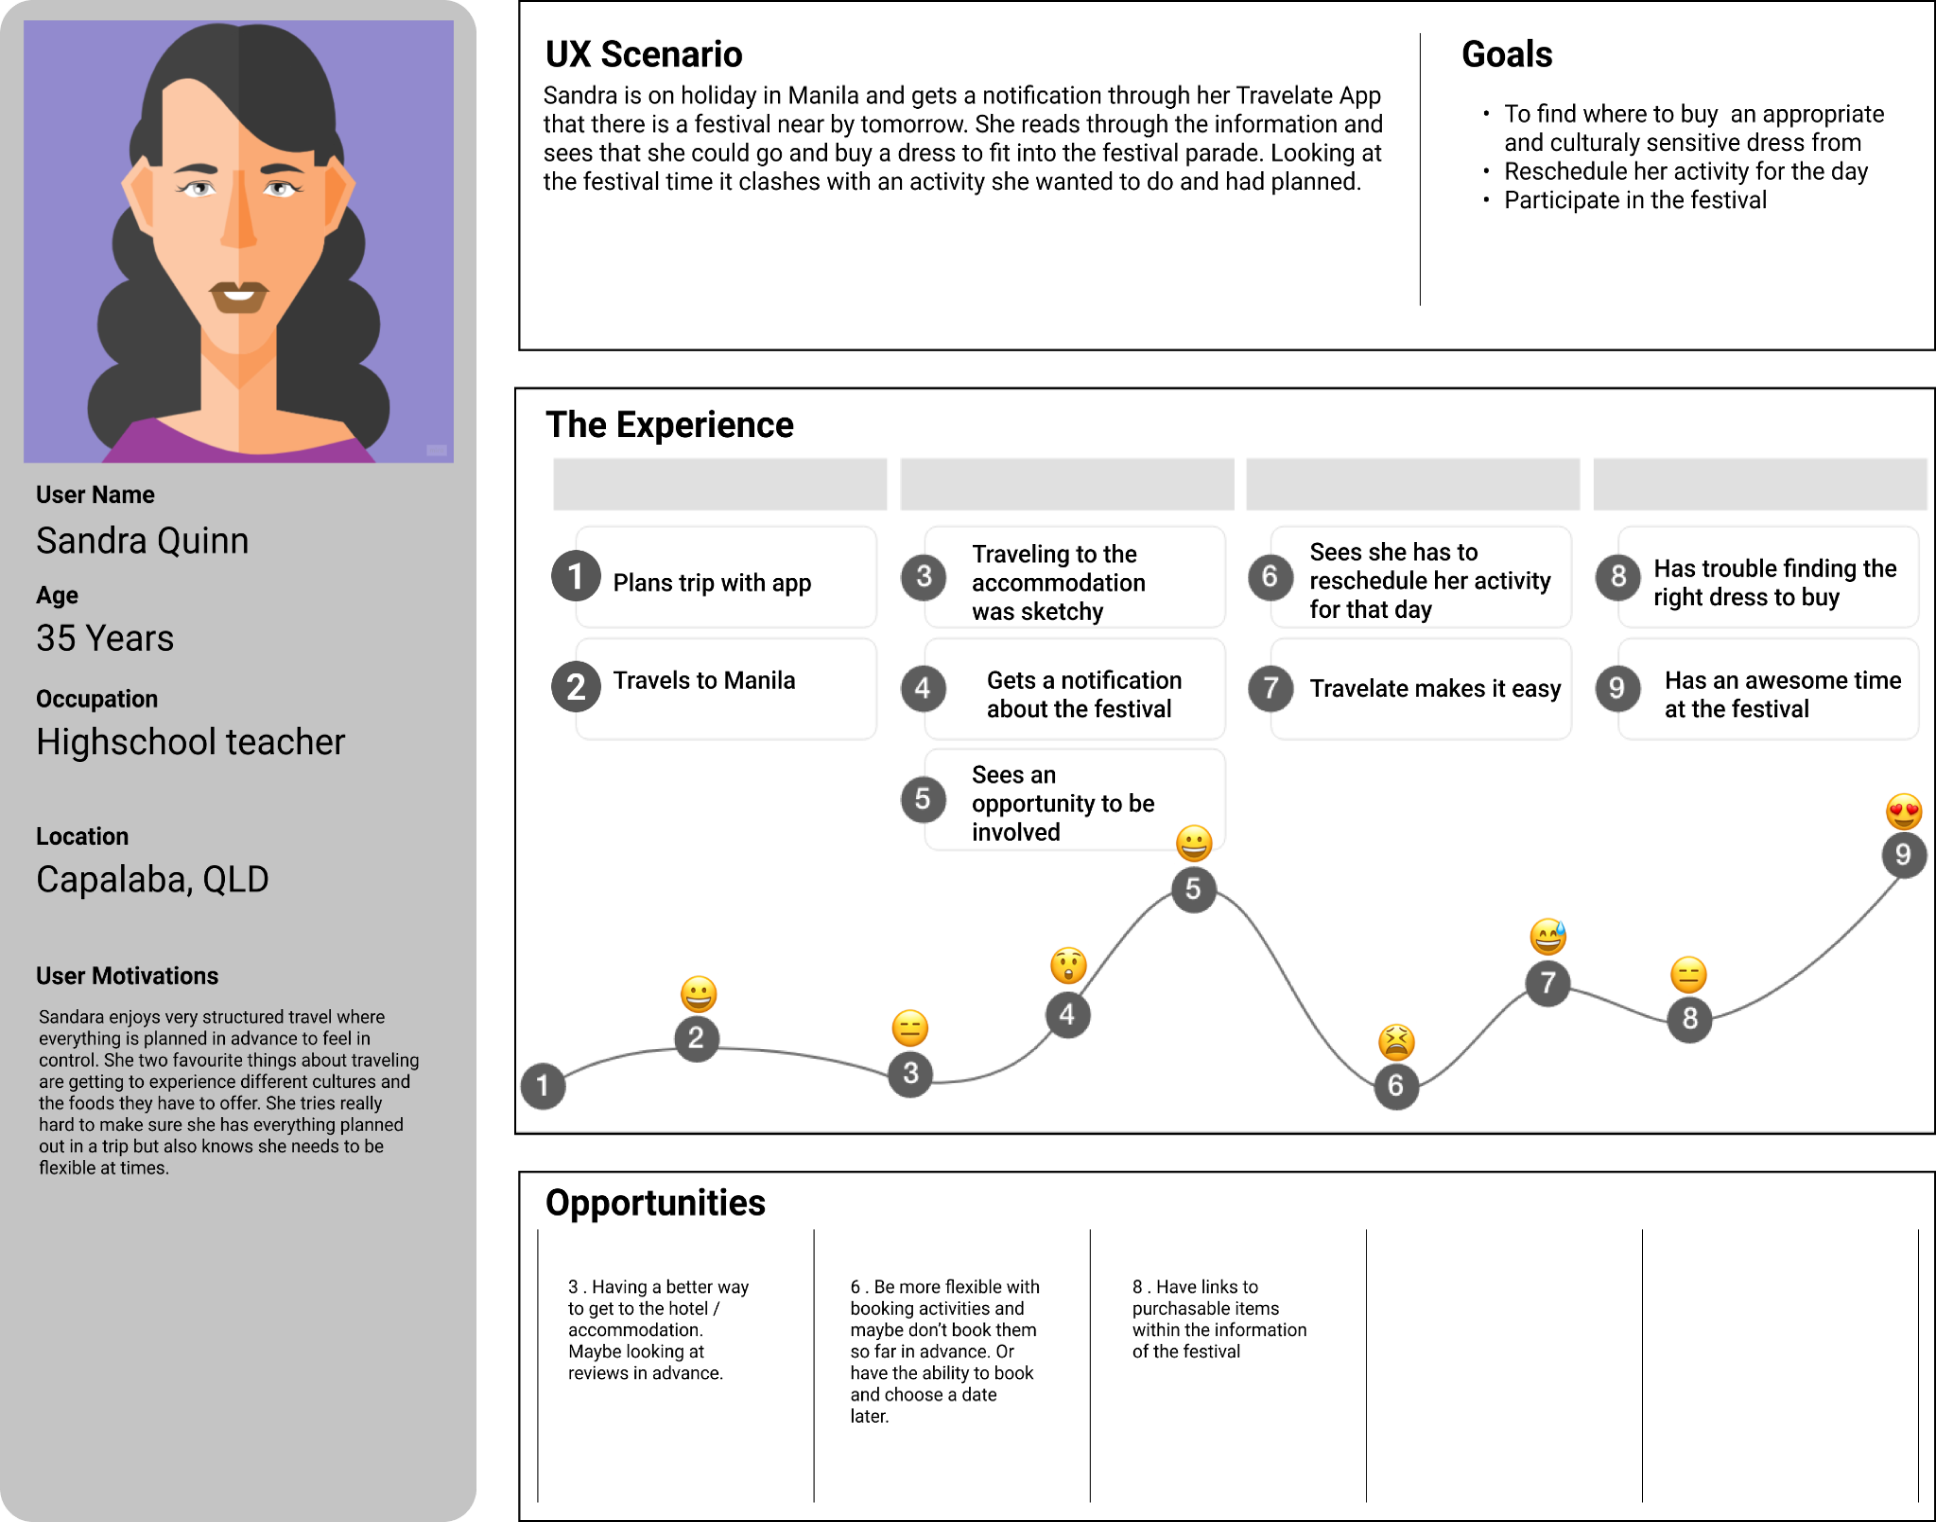 User Name
Sandra Quinn
Age
35 Years
Occupation
Highschool teacher
Location
Capalaba, QLD
User Motivations
Sandara enjoys very structured travel where
everything is planned in advance to feel in
control. She two favourite things about traveling
are getting to experience different cultures and
the foods they have to offer. She tries really
hard to make sure she has everything planned
out in a trip but also knows she needs to be
flexible at times.
UX Scenario
Sandra is on holiday in Manila and gets a notification through her Travelate App
that there is a festival near by tomorrow. She reads through the information and
sees that she could go and buy a dress to fit into the festival parade. Looking at
the festival time it clashes with an activity she wanted to do and had planned.
Goals
• To find where to buy an appropriate
and culturaly sensitive dress from
• Reschedule her activity for the day
• Participate in the festival
The Experience
1
Plans trip with app
2
Travels to Manila
3
Traveling to the
accommodation
was sketchy
4
Gets a notification
about the festival
5
Sees an
opportunity to be
involved
6
Sees she has to
reschedule her activity
for that day
7
Travelate makes it easy
8
Has trouble finding the
right dress to buy
9
Has an awesome time
at the festival
1
2
3
4
5
6
7
8
9
Opportunities
3 . Having a better way
to get to the hotel /
accommodation.
Maybe looking at
reviews in advance.
6 . Be more flexible with
booking activities and
maybe don't book them
so far in advance. Or
have the ability to book
and choose a date
later.
8 . Have links to
purchasable items
within the information
of the festival